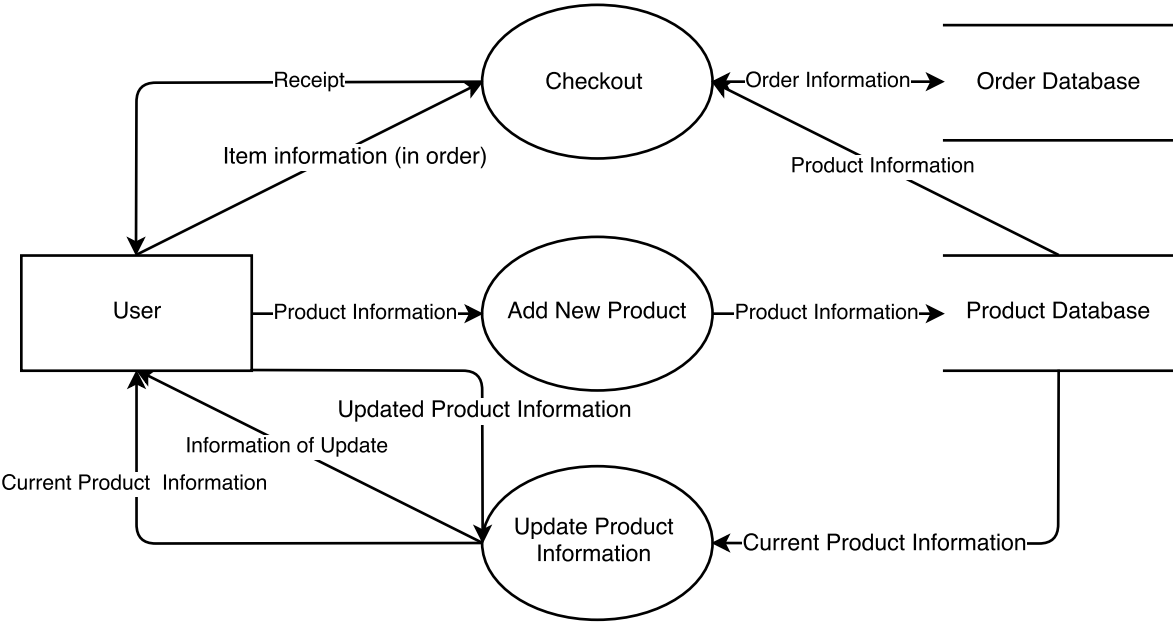 Receipt
Checkout
Order Information
Order Database
Item information (in order)
Product Information
User
Product Information
Add New Product
Product Information
Product Database
Updated Product Information
Information of Update
Current Product Information
Update Product
Information
Current Product Information